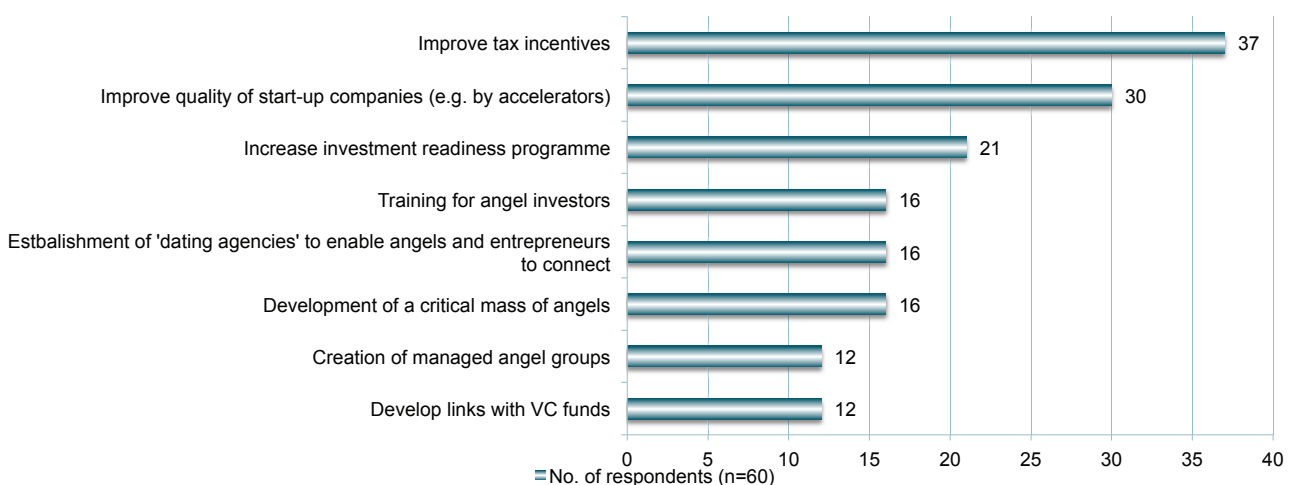 Improve tax incentives 37
Improve quality of start-up companies (e.g. by accelerators) 30
Increase investment readiness programme 21
Training for angel investors 16
Estbalishment of 'dating agencies' to enable angels and entrepreneurs
to connect 16
Development of a critical mass of angels 16
Creation of managed angel groups 12
Develop links with VC funds 12
0 5 10 15 20 25 30 35 40
No. of respondents (n=60)